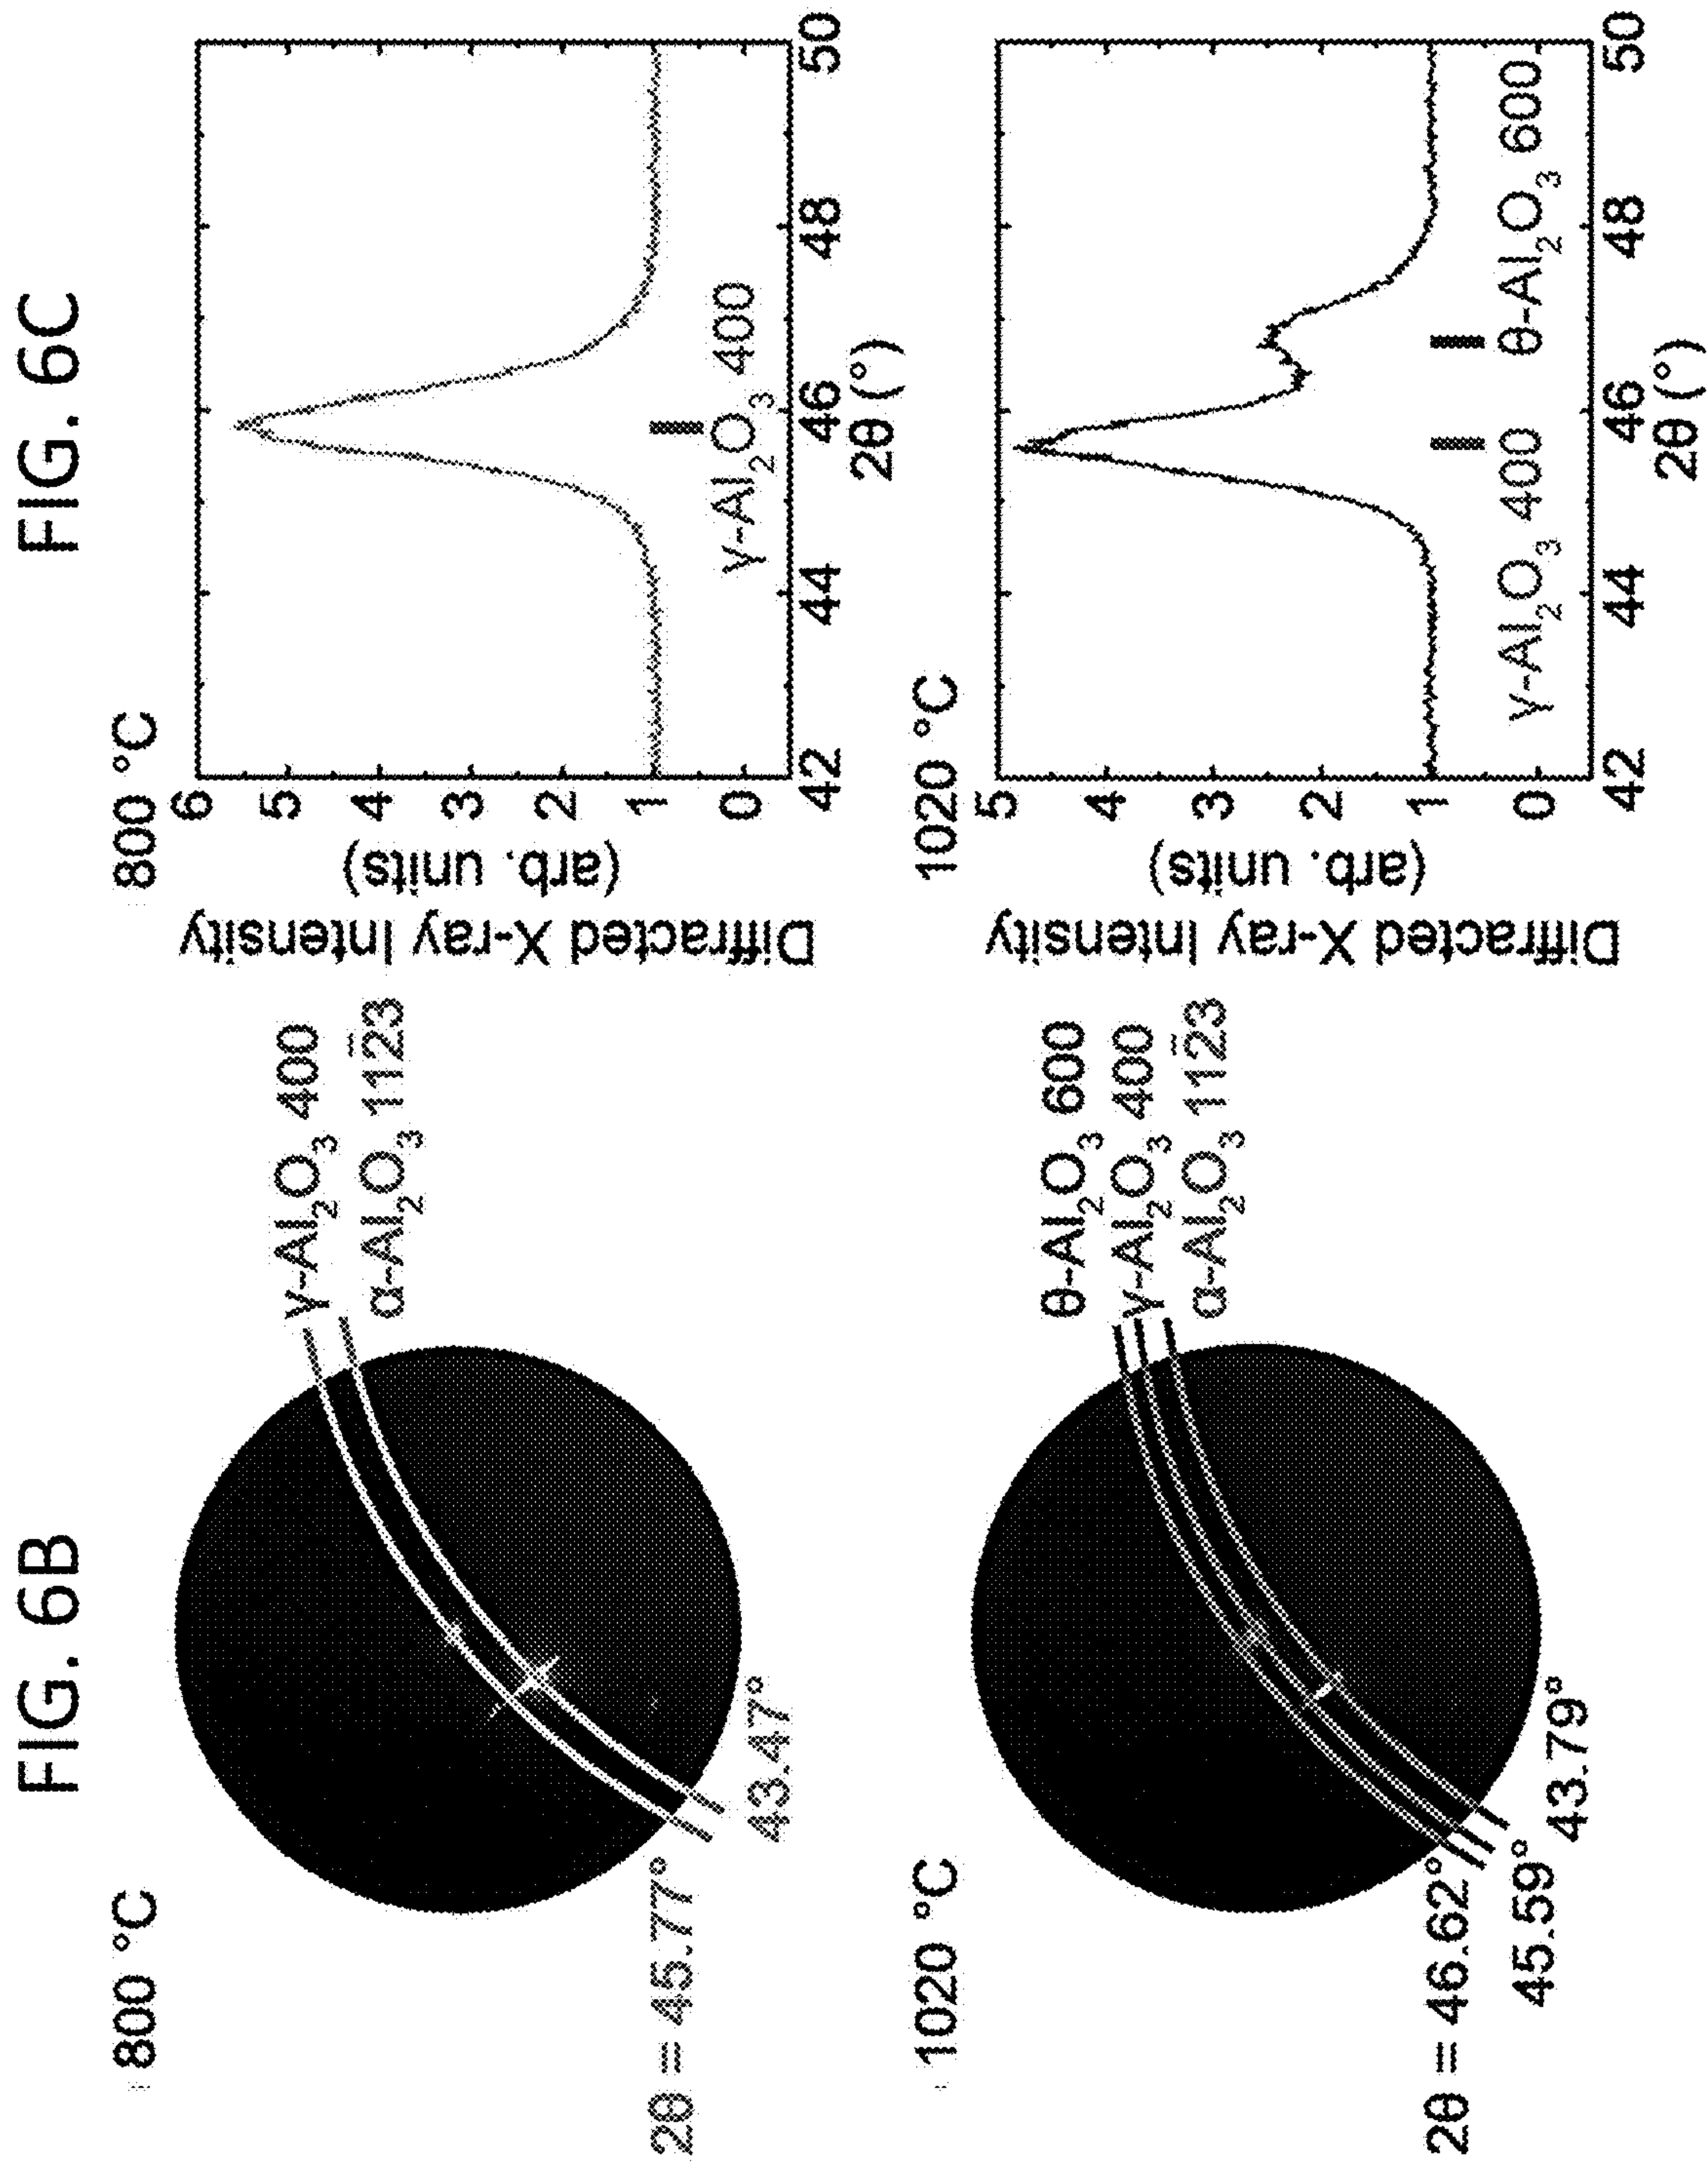 FIG. 6B
800 °C
γ-Al₂O₃ 400
α-Al₂O₃ 112̄3
2θ = 45.77°
43.47°
1020 °C
θ-Al₂O₃ 600
γ-Al₂O₃ 400
α-Al₂O₃ 112̄3
2θ = 46.62°
45.59°
43.79°
FIG. 6C
800 °C
Diffracted X-ray Intensity
(arb. units)
6
5
4
3
2
1
0
γ-Al₂O₃ 400
42 44 46 48 50
2θ (°)
1020 °C
Diffracted X-ray Intensity
(arb. units)
5
4
3
2
1
0
γ-Al₂O₃ 400 θ-Al₂O₃ 600
42 44 46 48 50
2θ (°)